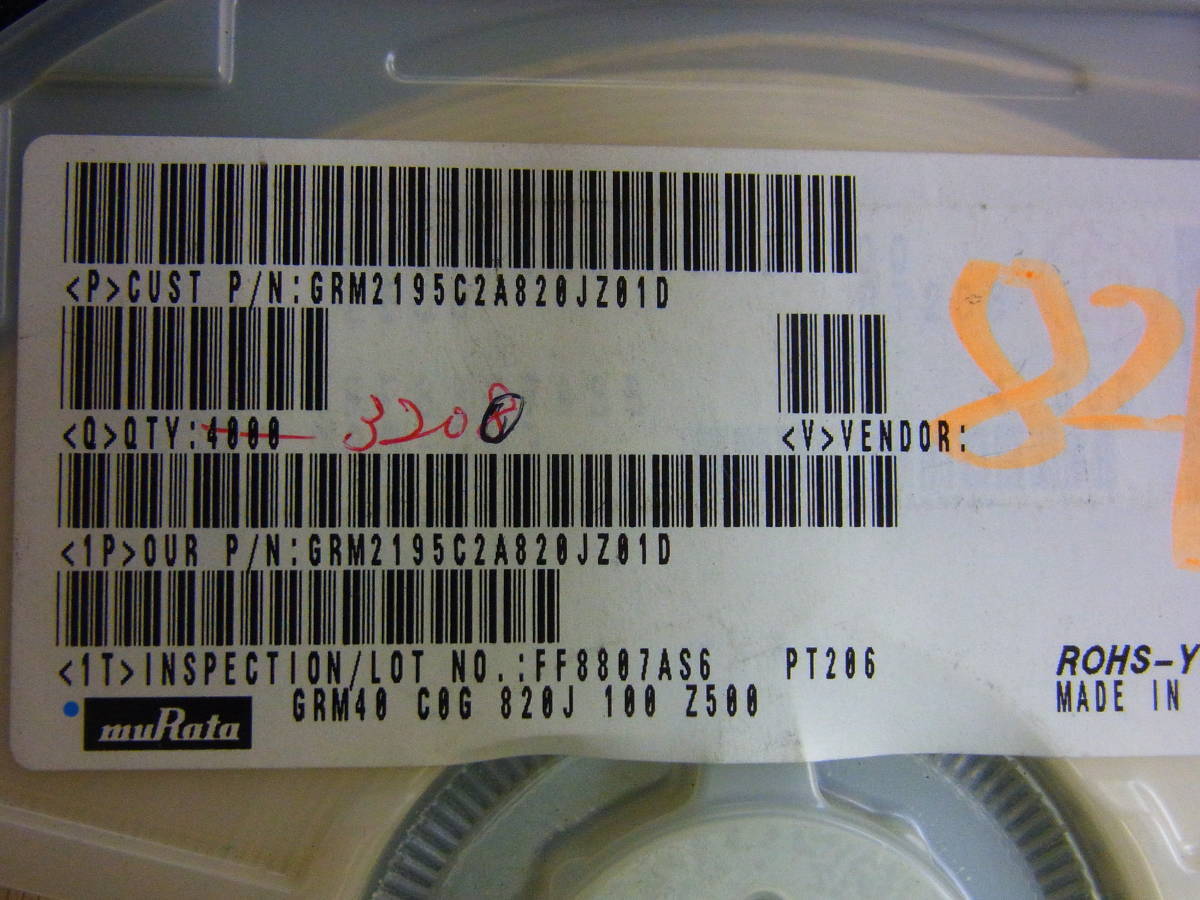 <P>CUST P/N:GRM2195C2A820JZ01D
<Q>QTY:4000 3200
<V>VENDOR:
82
<1P>OUR P/N:GRM2195C2A820JZ01D
<1T>INSPECTION/LOT NO.:FF8807AS6 PT206
ROHS-Y
GRM40 C0G 820J 100 Z500
MADE IN
muRata